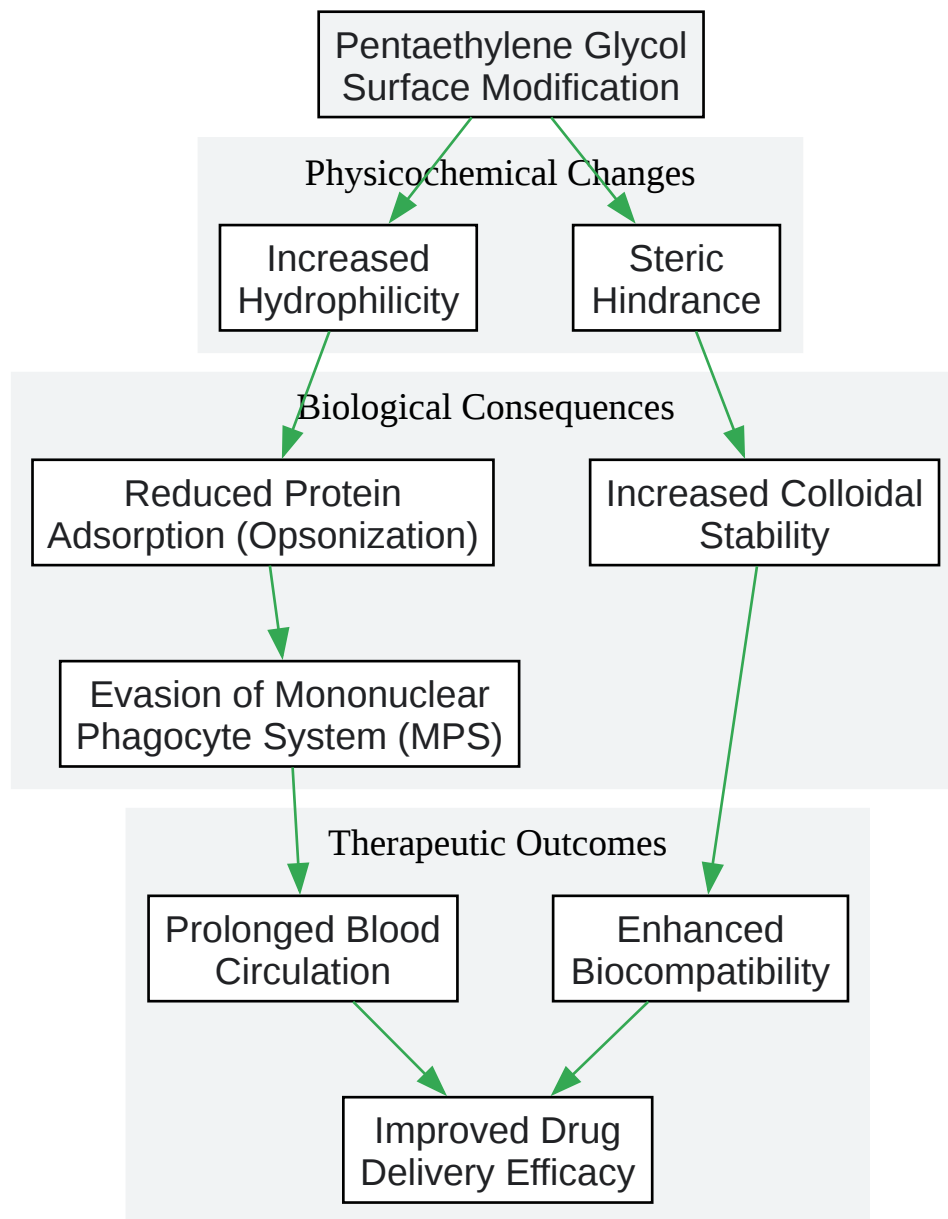 Pentaethylene Glycol
Surface Modification
Physicochemical Changes
Increased
Hydrophilicity
Steric
Hindrance
Biological Consequences
Reduced Protein
Adsorption (Opsonization)
Increased Colloidal
Stability
Evasion of Mononuclear
Phagocyte System (MPS)
Therapeutic Outcomes
Prolonged Blood
Circulation
Enhanced
Biocompatibility
Improved Drug
Delivery Efficacy